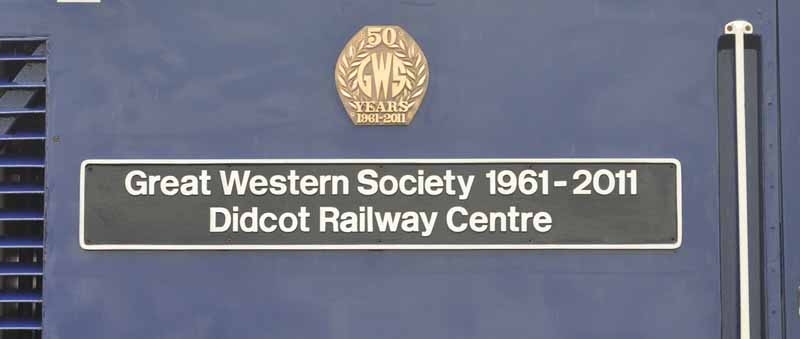 50
GWS
YEARS
1961-2011
Great Western Society 1961-2011
Didcot Railway Centre